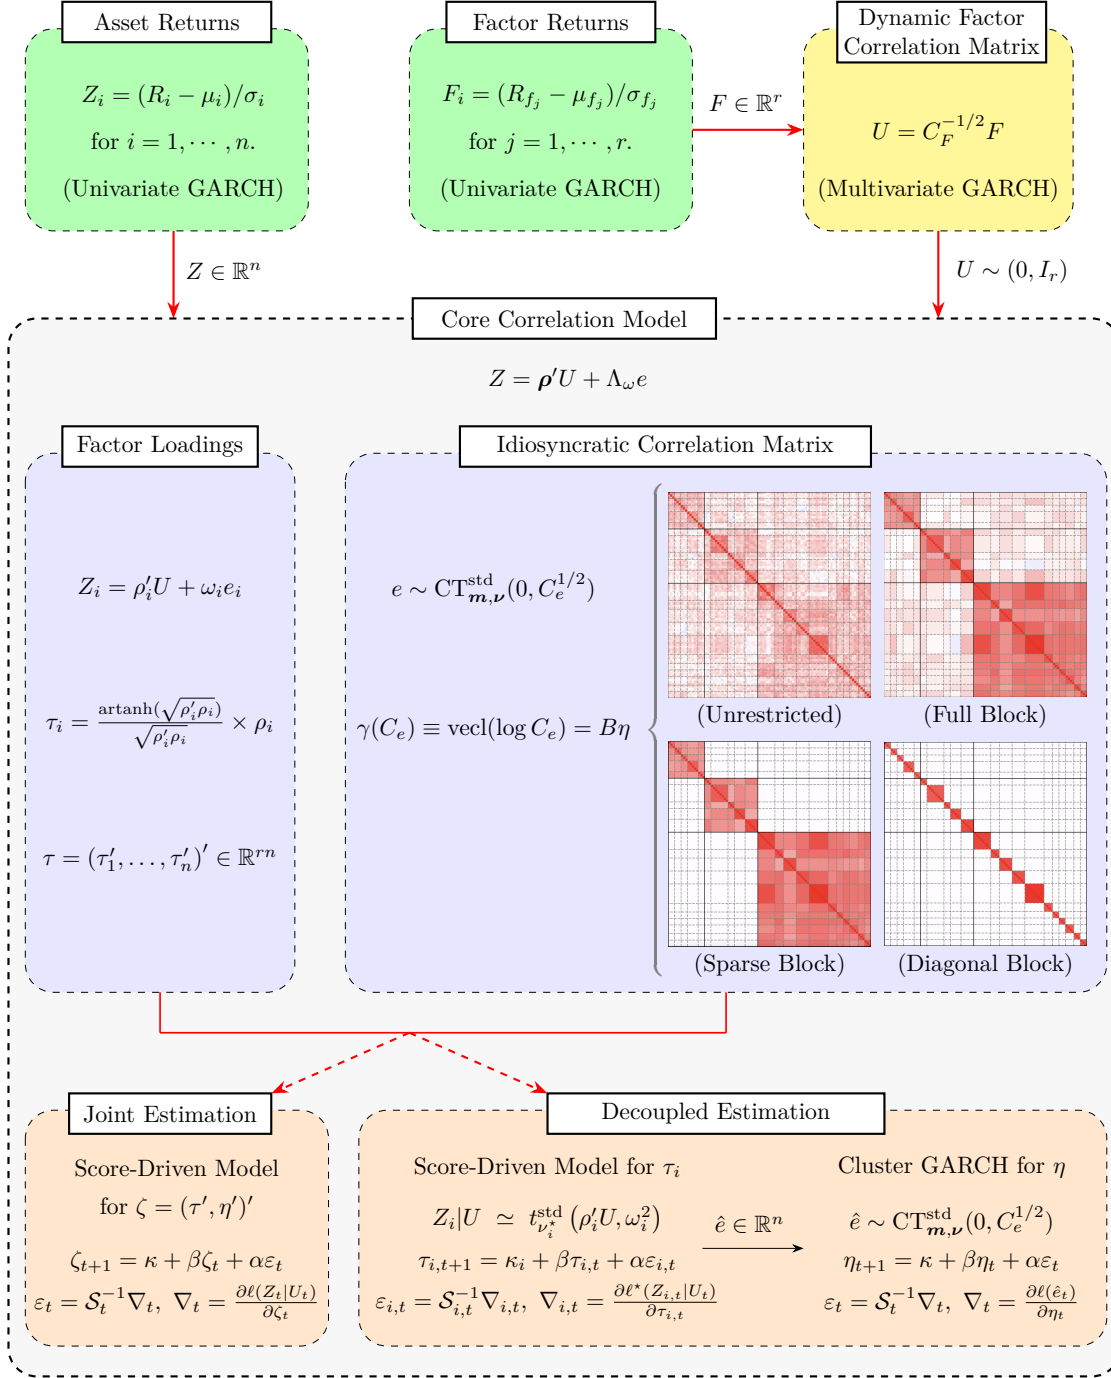 Asset Returns
Z_i = (R_i − μ_i)/σ_i
for i = 1, ⋯ , n.
(Univariate GARCH)
Factor Returns
F_i = (R_{f_j} − μ_{f_j})/σ_{f_j}
for j = 1, ⋯ , r.
(Univariate GARCH)
F ∈ ℝ^r
Dynamic Factor
Correlation Matrix
U = C_F^{−1/2} F
(Multivariate GARCH)
Z ∈ ℝ^n
U ∼ (0, I_r)
Core Correlation Model
Z = ρ′U + Λ_ω e
Factor Loadings
Z_i = ρ′_i U + ω_i e_i
τ_i = artanh(√(ρ′_i ρ_i)) / √(ρ′_i ρ_i) × ρ_i
τ = (τ′_1, …, τ′_n)′ ∈ ℝ^{rn}
Idiosyncratic Correlation Matrix
e ∼ CT^{std}_{m,ν}(0, C_e^{1/2})
γ(C_e) ≡ vecl(log C_e) = Bη
(Unrestricted)
(Full Block)
(Sparse Block)
(Diagonal Block)
Joint Estimation
Score-Driven Model
for ζ = (τ′, η′)′
ζ_{t+1} = κ + βζ_t + αε_t
ε_t = 𝒮_t^{−1}∇_t, ∇_t = ∂ℓ(Z_t|U_t)/∂ζ_t
Decoupled Estimation
Score-Driven Model for τ_i
Z_i|U ≃ t^{std}_{ν_i^⋆}(ρ′_i U, ω_i^2)
τ_{i,t+1} = κ_i + βτ_{i,t} + αε_{i,t}
ε_{i,t} = 𝒮_{i,t}^{−1}∇_{i,t}, ∇_{i,t} = ∂ℓ^⋆(Z_{i,t}|U_t)/∂τ_{i,t}
ê ∈ ℝ^n
Cluster GARCH for η
ê ∼ CT^{std}_{m,ν}(0, C_e^{1/2})
η_{t+1} = κ + βη_t + αε_t
ε_t = 𝒮_t^{−1}∇_t, ∇_t = ∂ℓ(ê_t)/∂η_t